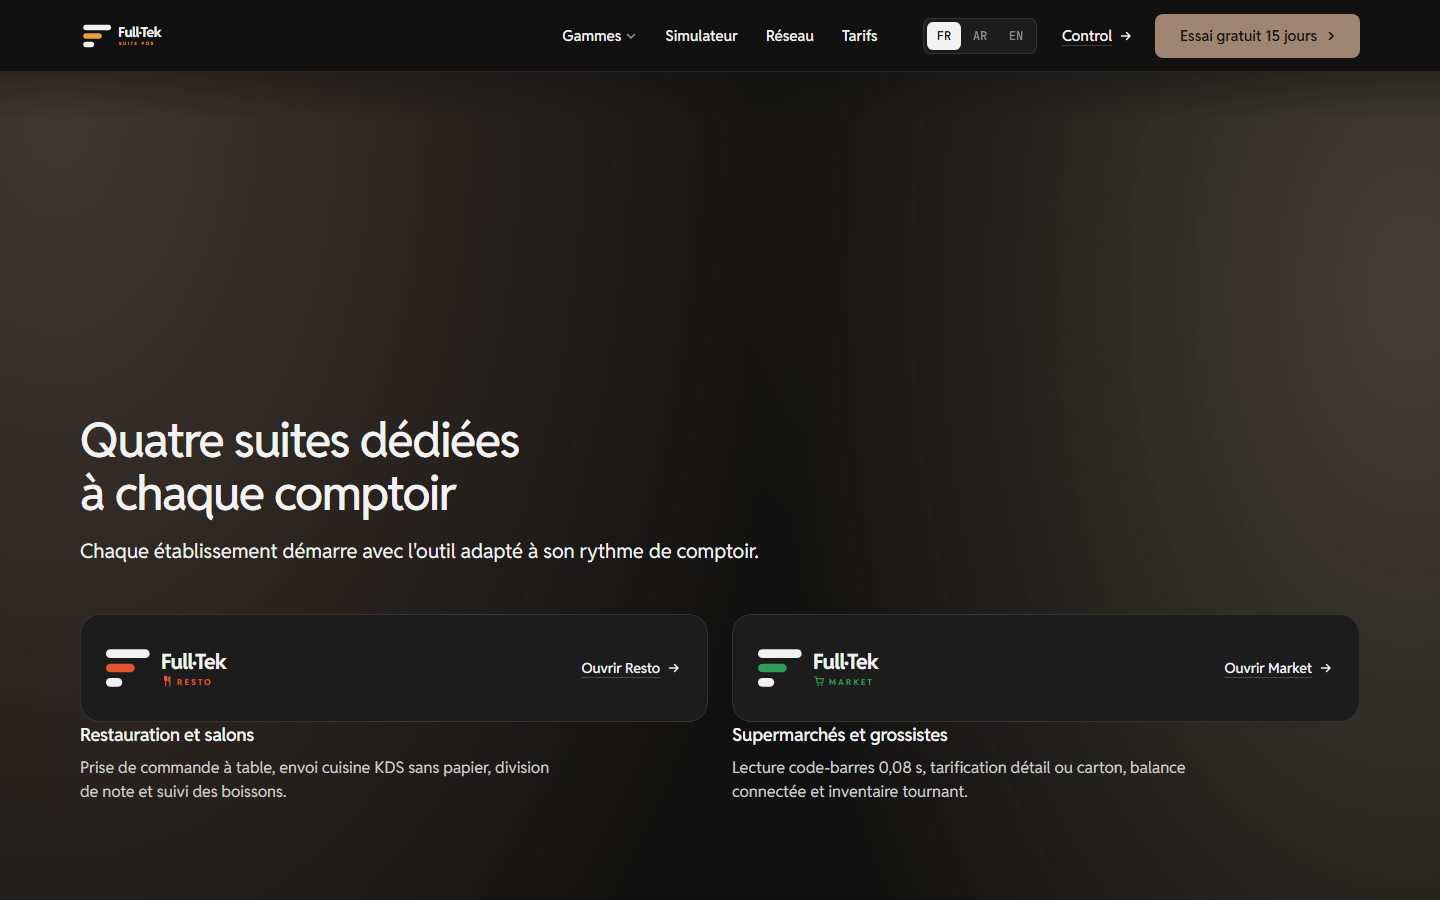 Full·Tek
SUITE POS
Gammes
Simulateur
Réseau
Tarifs
FR
AR
EN
Control
Essai gratuit 15 jours
Quatre suites dédiées
à chaque comptoir
Chaque établissement démarre avec l'outil adapté à son rythme de comptoir.
Full·Tek
RESTO
Ouvrir Resto
Full·Tek
MARKET
Ouvrir Market
Restauration et salons
Prise de commande à table, envoi cuisine KDS sans papier, division
de note et suivi des boissons.
Supermarchés et grossistes
Lecture code-barres 0,08 s, tarification détail ou carton, balance
connectée et inventaire tournant.